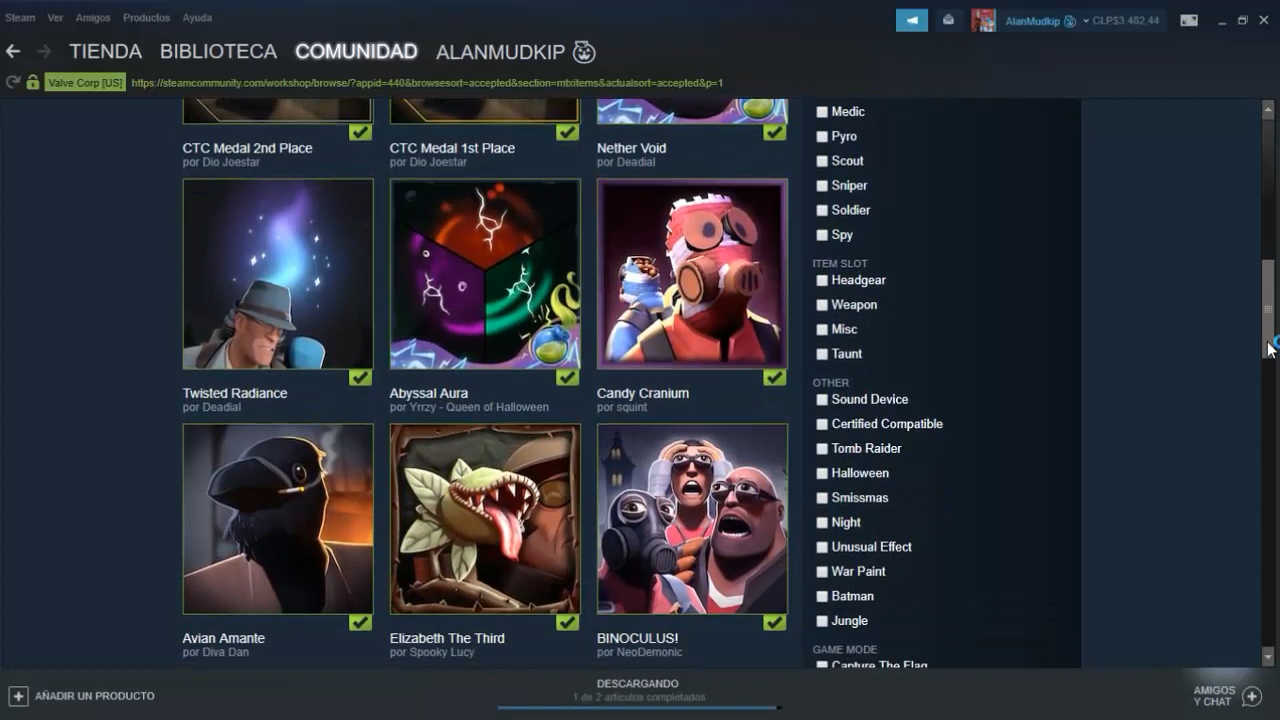 Steam Ver Amigos Productos Ayuda
AlanMudkip CLP$3.482,44
TIENDA BIBLIOTECA COMUNIDAD ALANMUDKIP
Valve Corp [US] https://steamcommunity.com/workshop/browse/?appid=440&browsesort=accepted&section=mtxitems&actualsort=accepted&p=1
CTC Medal 2nd Place
por Dio Joestar
CTC Medal 1st Place
por Dio Joestar
Nether Void
por Deadial
Twisted Radiance
por Deadial
Abyssal Aura
por Yrrzy - Queen of Halloween
Candy Cranium
por squint
Avian Amante
por Diva Dan
Elizabeth The Third
por Spooky Lucy
BINOCULUS!
por NeoDemonic
Medic
Pyro
Scout
Sniper
Soldier
Spy
ITEM SLOT
Headgear
Weapon
Misc
Taunt
OTHER
Sound Device
Certified Compatible
Tomb Raider
Halloween
Smissmas
Night
Unusual Effect
War Paint
Batman
Jungle
GAME MODE
Capture The Flag
AÑADIR UN PRODUCTO
DESCARGANDO
1 de 2 artículos completados
AMIGOS
Y CHAT